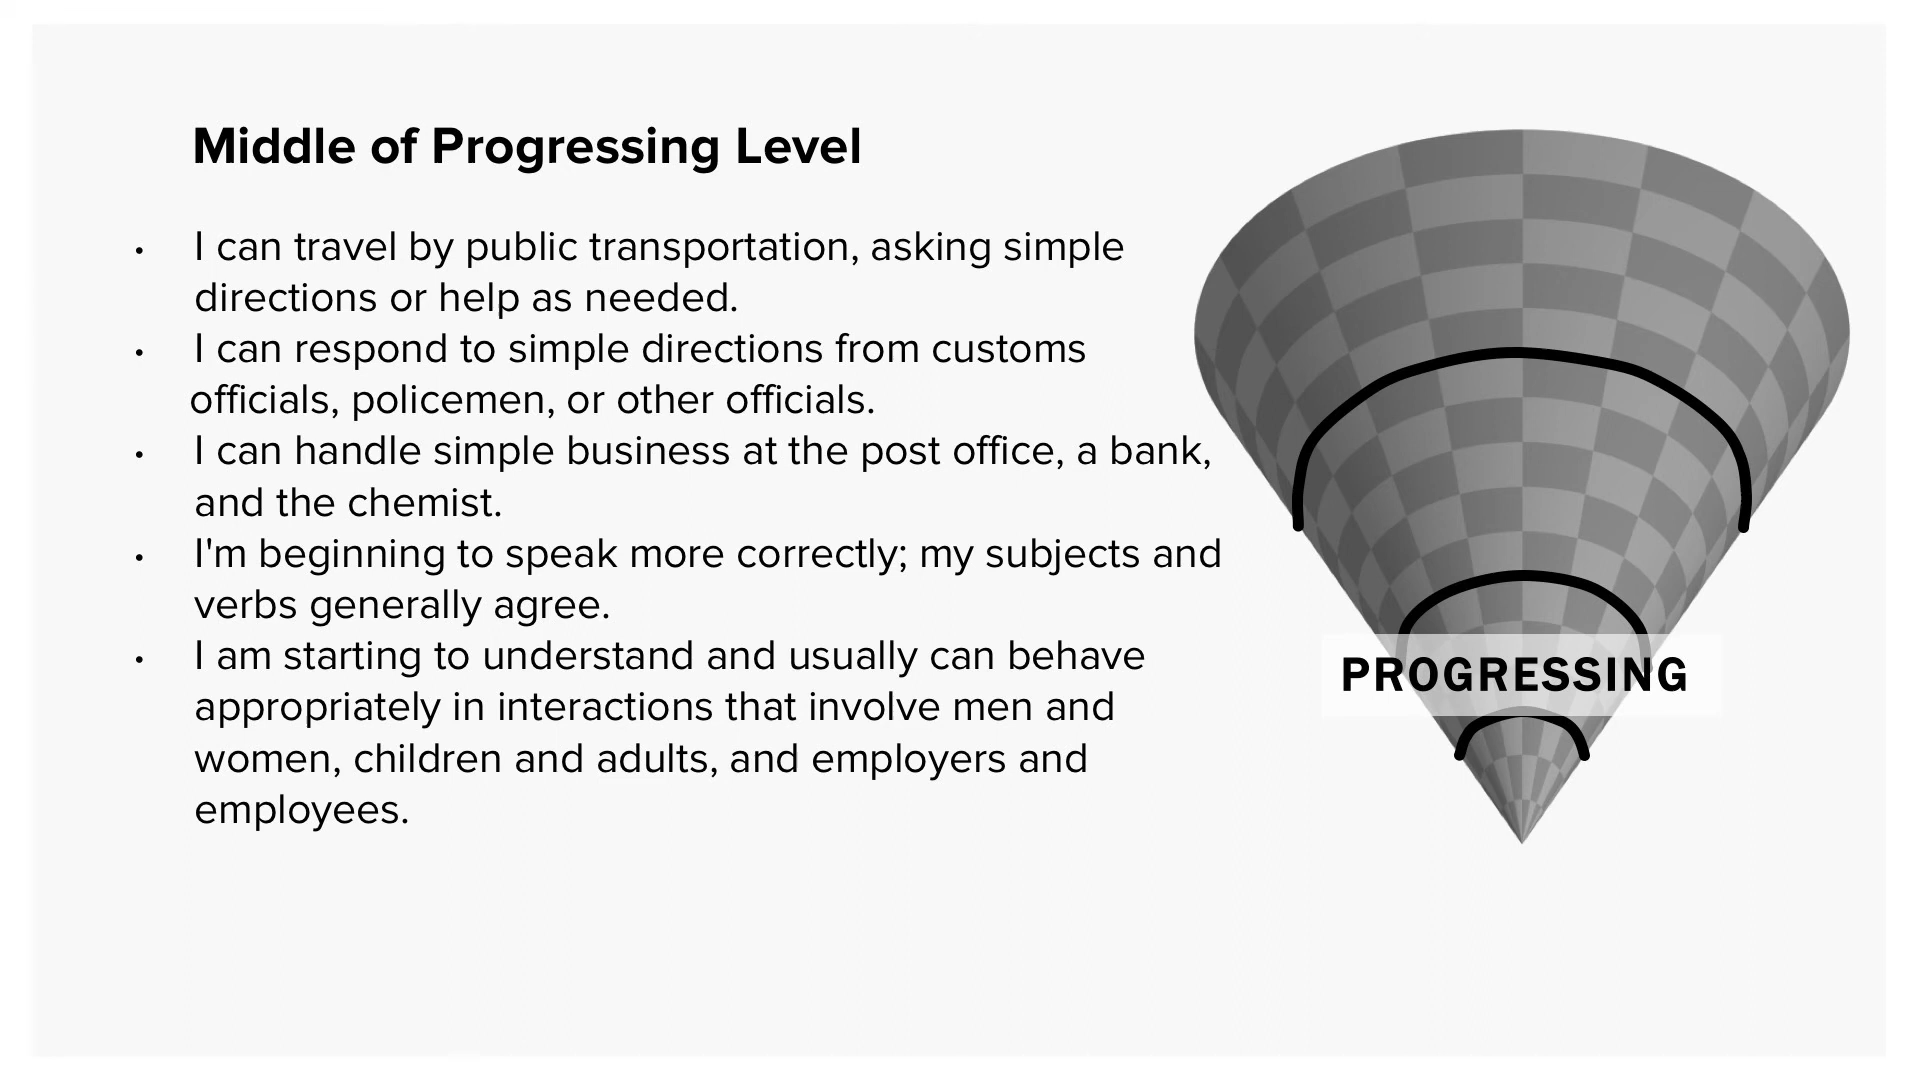 Middle of Progressing Level
• I can travel by public transportation, asking simple
directions or help as needed.
• I can respond to simple directions from customs
officials, policemen, or other officials.
• I can handle simple business at the post office, a bank,
and the chemist.
• I'm beginning to speak more correctly; my subjects and
verbs generally agree.
• I am starting to understand and usually can behave
appropriately in interactions that involve men and
women, children and adults, and employers and
employees.
PROGRESSING